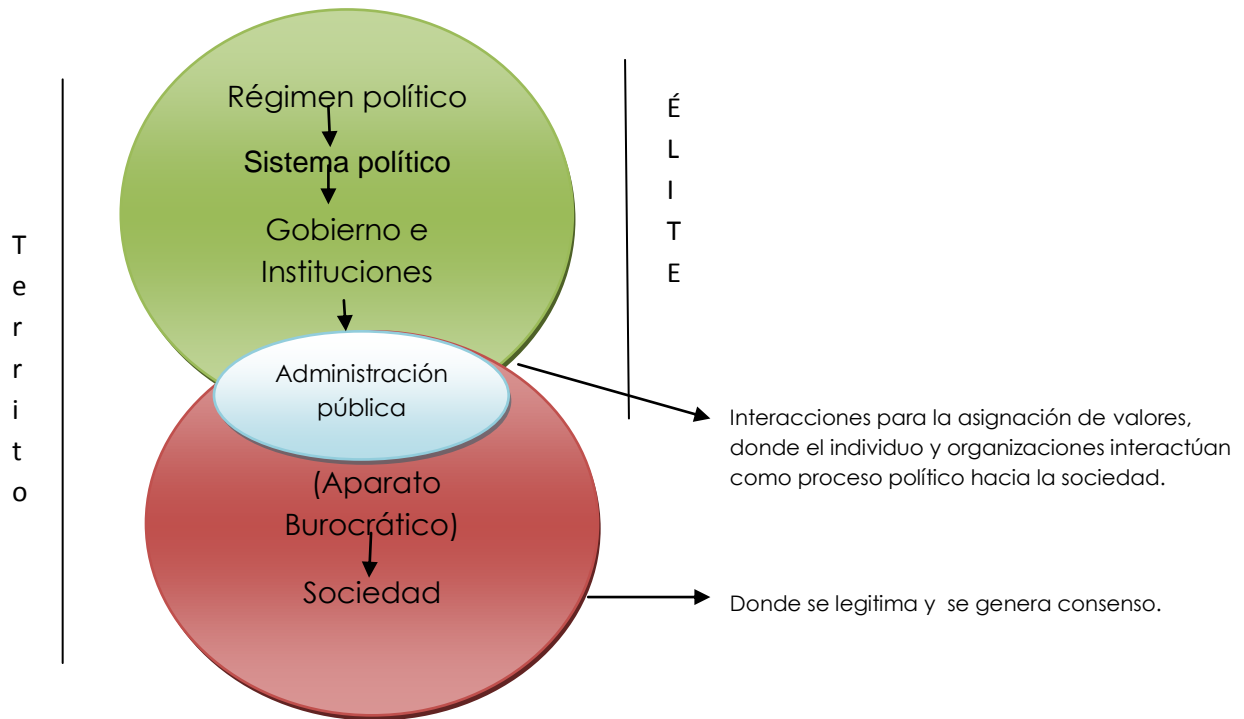 Régimen político
Sistema político
Gobierno e
Instituciones
Administración
pública
(Aparato
Burocrático)
Sociedad
T
e
r
r
i
t
o
É
L
I
T
E
Interacciones para la asignación de valores,
donde el individuo y organizaciones interactúan
como proceso político hacia la sociedad.
Donde se legitima y se genera consenso.